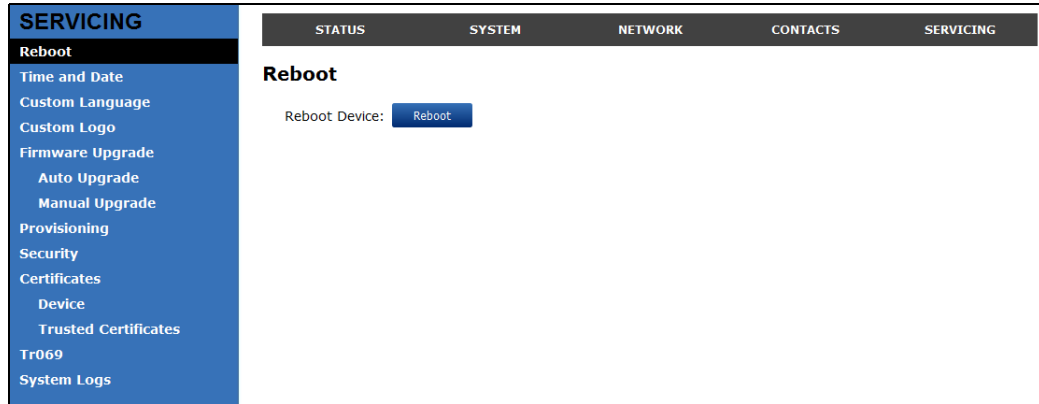 SERVICING
Reboot
Time and Date
Custom Language
Custom Logo
Firmware Upgrade
Auto Upgrade
Manual Upgrade
Provisioning
Security
Certificates
Device
Trusted Certificates
Tr069
System Logs
STATUS SYSTEM NETWORK CONTACTS SERVICING
Reboot
Reboot Device: Reboot